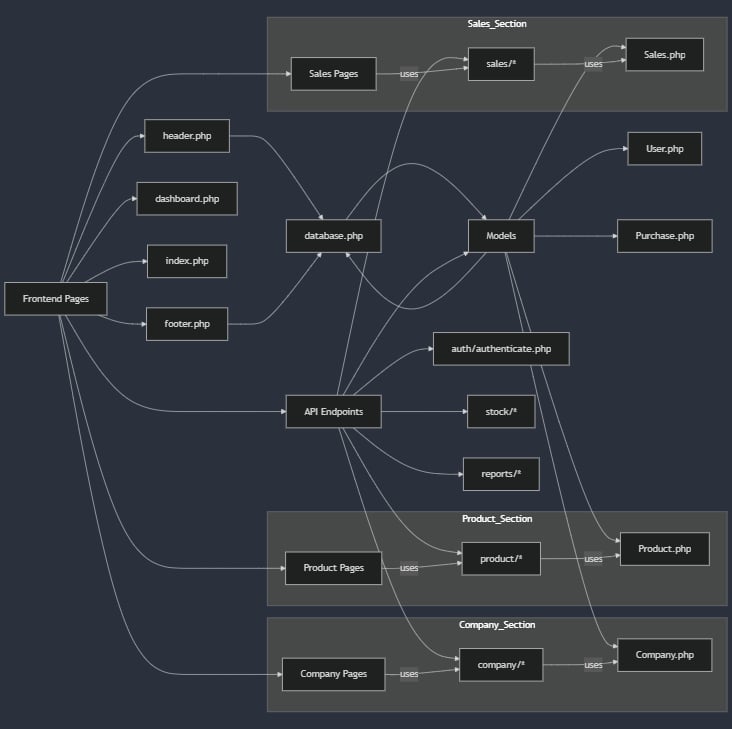 Sales_Section
Sales Pages
uses
sales/*
uses
Sales.php
header.php
User.php
dashboard.php
database.php
Models
Purchase.php
index.php
Frontend Pages
footer.php
auth/authenticate.php
API Endpoints
stock/*
reports/*
Product_Section
Product Pages
uses
product/*
uses
Product.php
Company_Section
Company Pages
uses
company/*
uses
Company.php